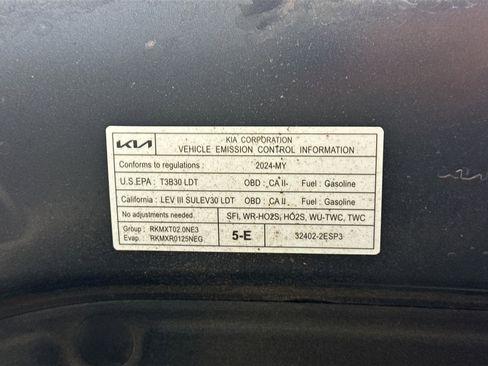 KIA KIA CORPORATION
VEHICLE EMISSION CONTROL INFORMATION
Conforms to regulations : 2024-MY
U.S.EPA : T3B30 LDT OBD : CA II Fuel : Gasoline
California : LEV III SULEV30 LDT OBD : CA II Fuel : Gasoline
No adjustments needed. SFI, WR-HO2S, HO2S, WU-TWC, TWC
Group : RKMXT02.0NE3 5-E 32402-2ESP3
Evap. : RKMXR0125NEG